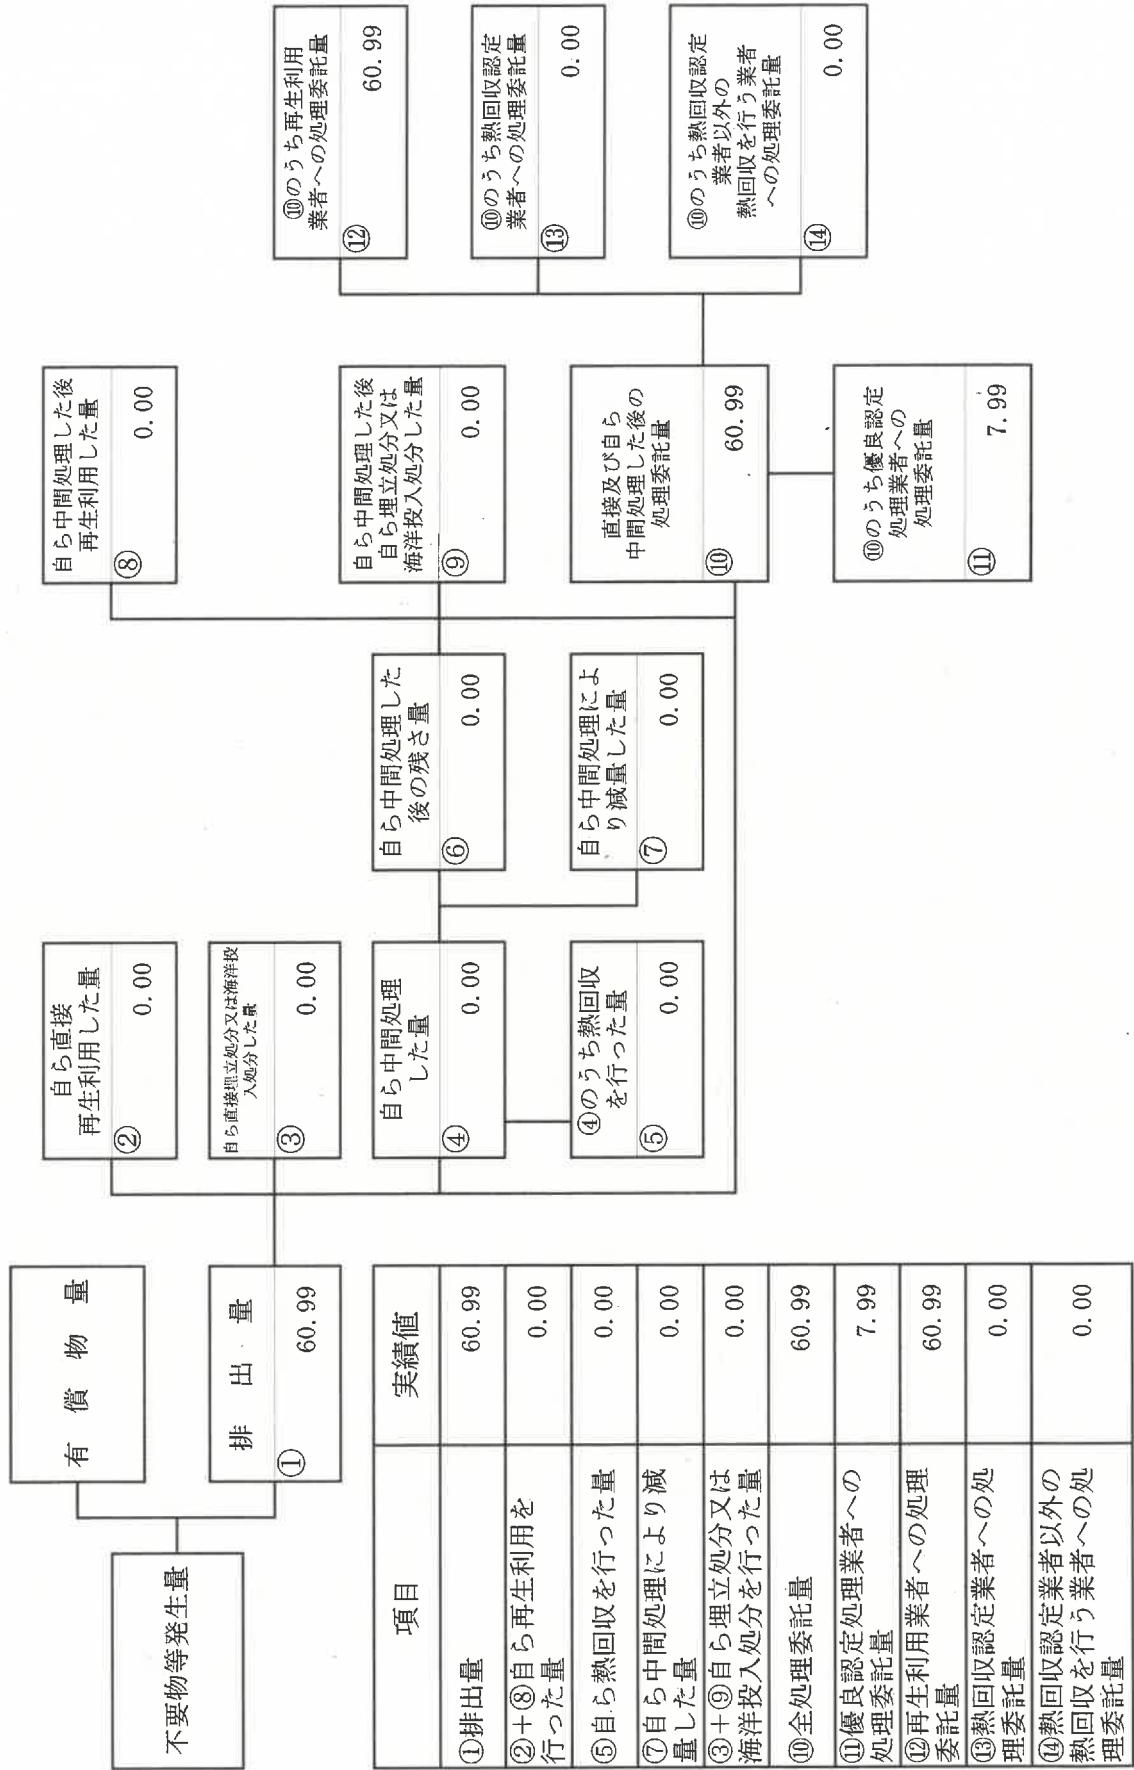 不要物等発生量
有償物量
排出量
①
60.99
自ら直接
再生利用した量
②
0.00
自ら直接埋立処分又は海洋投
入処分した量
③
0.00
自ら中間処理
した量
④
0.00
④のうち熱回収
を行った量
⑤
0.00
自ら中間処理した
後の残さ量
⑥
0.00
自ら中間処理によ
り減量した量
⑦
0.00
自ら中間処理した後
再生利用した量
⑧
0.00
自ら中間処理した後
自ら埋立処分又は
海洋投入処分した量
⑨
0.00
直接及び自ら
中間処理した後の
処理委託量
⑩
60.99
⑩のうち優良認定
処理業者への
処理委託量
⑪
7.99
⑩のうち再生利用
業者への処理委託量
⑫
60.99
⑩のうち熱回収認定
業者への処理委託量
⑬
0.00
⑩のうち熱回収認定
業者以外の
熱回収を行う業者
への処理委託量
⑭
0.00
項目
実績値
①排出量
60.99
②+⑧自ら再生利用を
行った量
0.00
⑤自ら熱回収を行った量
0.00
⑦自ら中間処理により減
量した量
0.00
③+⑨自ら埋立処分又は
海洋投入処分を行った量
0.00
⑩全処理委託量
60.99
⑪優良認定処理業者への
処理委託量
7.99
⑫再生利用業者への処理
委託量
60.99
⑬熱回収認定業者への処
理委託量
0.00
⑭熱回収認定業者以外の
熱回収を行う業者への処
理委託量
0.00